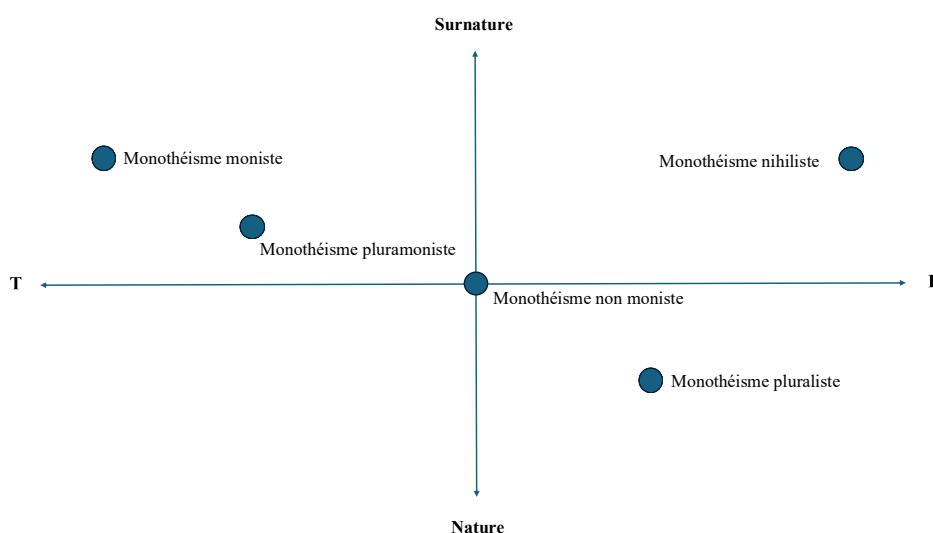 Surnature
Monothéisme moniste
Monothéisme nihiliste
Monothéisme pluramoniste
T
Monothéisme non moniste
Monothéisme pluraliste
Nature